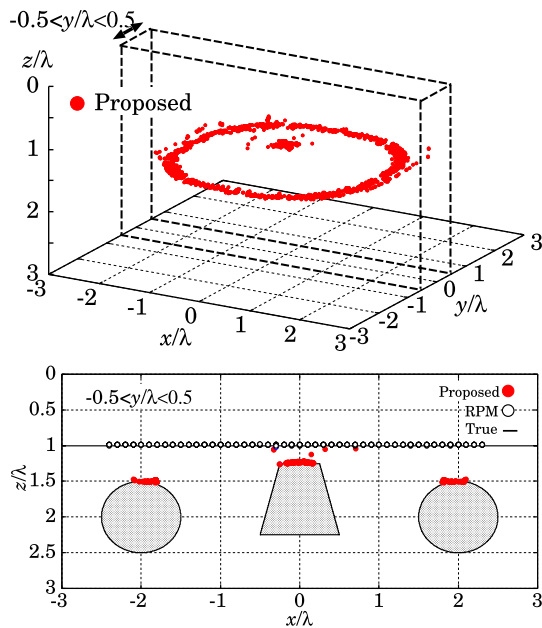 -0.5<y/λ<0.5
z/λ
0
Proposed
1
2
3
-3
-2
-1
0
1
2
3
x/λ
-3
-2
-1
0
1
2
3
y/λ
0
-0.5<y/λ<0.5
Proposed
RPM
True
0.5
1
1.5
2
2.5
3
z/λ
-3
-2
-1
0
1
2
3
x/λ